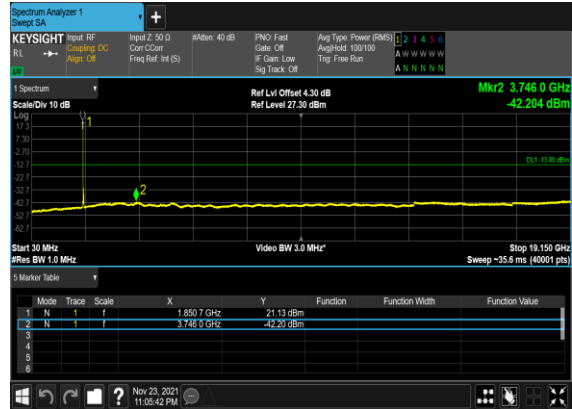 Spectrum Analyzer 1
Swept SA
+
KEYSIGHT Input: RF Input Z: 50 Ω #Atten: 40 dB PNO: Fast Avg Type: Power (RMS) 1 2 3 4 5 6
RL Coupling: DC Corr CCorr Gate: Off Avg|Hold: 100/100 A W W W W W
Align: Off Freq Ref: Int (S) IF Gain: Low Trig: Free Run
Sig Track: Off A N N N N N
1 Spectrum Ref Lvl Offset 4.30 dB Mkr2 3.746 0 GHz
Scale/Div 10 dB Ref Level 27.30 dBm -42.204 dBm
Log
17.3
7.30
-2.70
-12.7
-22.7
-32.7
-42.7
-52.7
-62.7
1
2
DL1 -13.00 dBm
Start 30 MHz Video BW 3.0 MHz* Stop 19.150 GHz
#Res BW 1.0 MHz Sweep ~35.6 ms (40001 pts)
5 Marker Table
Mode Trace Scale X Y Function Function Width Function Value
1 N 1 f 1.850 7 GHz 21.13 dBm
2 N 1 f 3.746 0 GHz -42.20 dBm
3
4
5
6
? Nov 23, 2021
11:05:42 PM